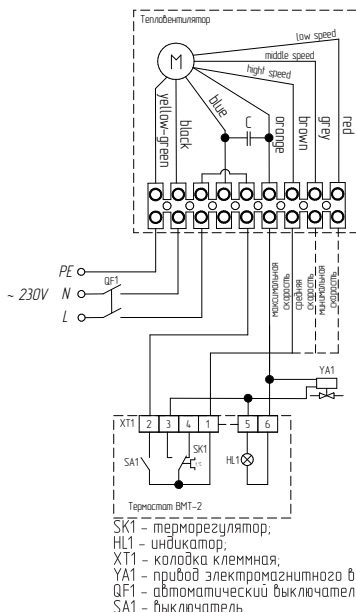 Тепловентилятор
low speed
middle speed
hight speed
M
C
yellow-green
black
blue
orange
brown
grey
red
PE
N
L
~ 230V
QF1
максимальная
скорость
средняя
скорость
минимальная
скорость
YA1
XT1
2
3
4
1
5
6
SA1
SK1
t°C
HL1
Термостат ВМТ-2
SK1 - терморегулятор;
HL1 - индикатор;
XT1 - колодка клеммная;
YA1 - привод электромагнитного в
QF1 - автоматический выключател
SA1 - выключатель